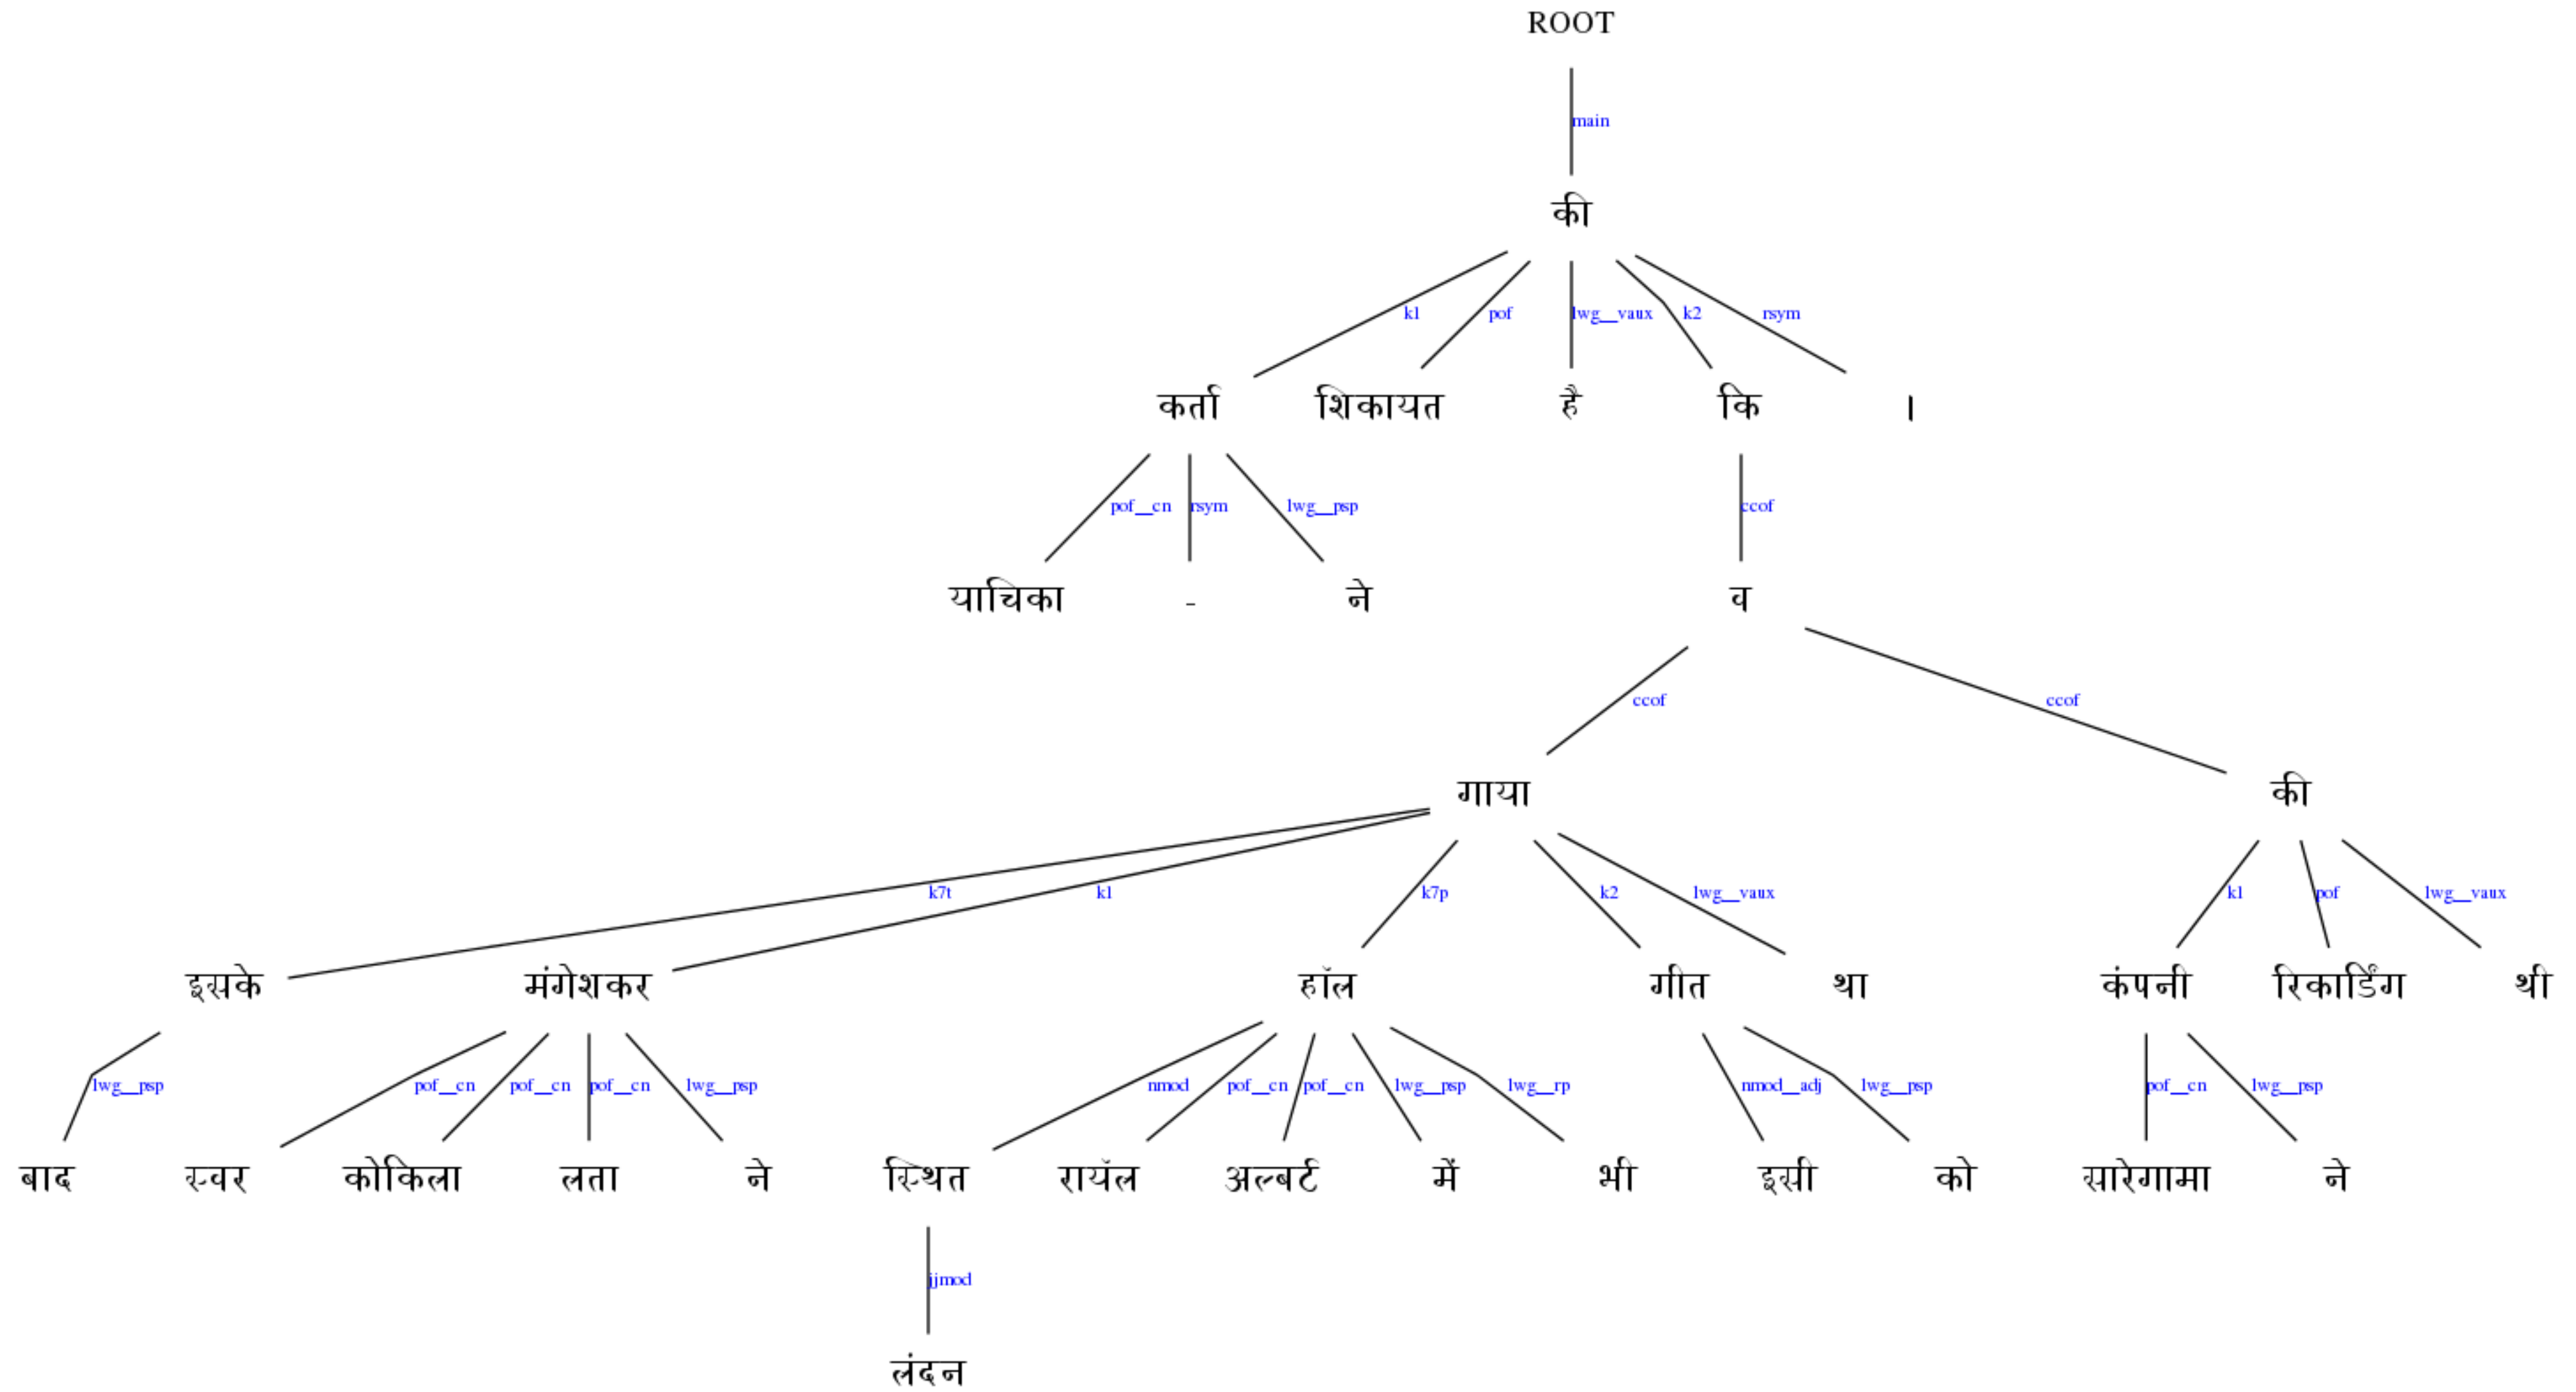 ROOT
main
की
k1 pof lwg__vaux k2 rsym
कर्ता शिकायत है कि ।
pof__cn rsym lwg__psp ccof
याचिका - ने व
ccof ccof
गाया की
k7t k1 k7p k2 lwg__vaux k1 pof lwg__vaux
इसके मंगेशकर हॉल गीत था कंपनी रिकार्डिंग थी
lwg__psp pof__cn pof__cn pof__cn lwg__psp nmod pof__cn pof__cn lwg__psp lwg__rp nmod__adj lwg__psp pof__cn lwg__psp
बाद स्वर कोकिला लता ने स्थित रायॅल अल्बर्ट में भी इसी को सारेगामा ने
jjmod
लंदन